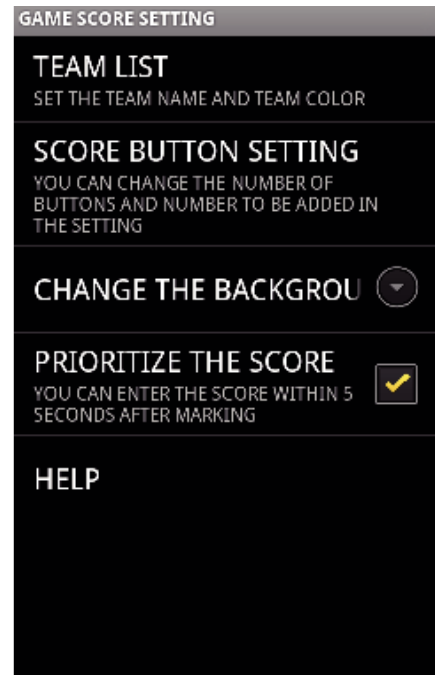 GAME SCORE SETTING
TEAM LIST
SET THE TEAM NAME AND TEAM COLOR
SCORE BUTTON SETTING
YOU CAN CHANGE THE NUMBER OF
BUTTONS AND NUMBER TO BE ADDED IN
THE SETTING
CHANGE THE BACKGROU
PRIORITIZE THE SCORE
YOU CAN ENTER THE SCORE WITHIN 5
SECONDS AFTER MARKING
HELP